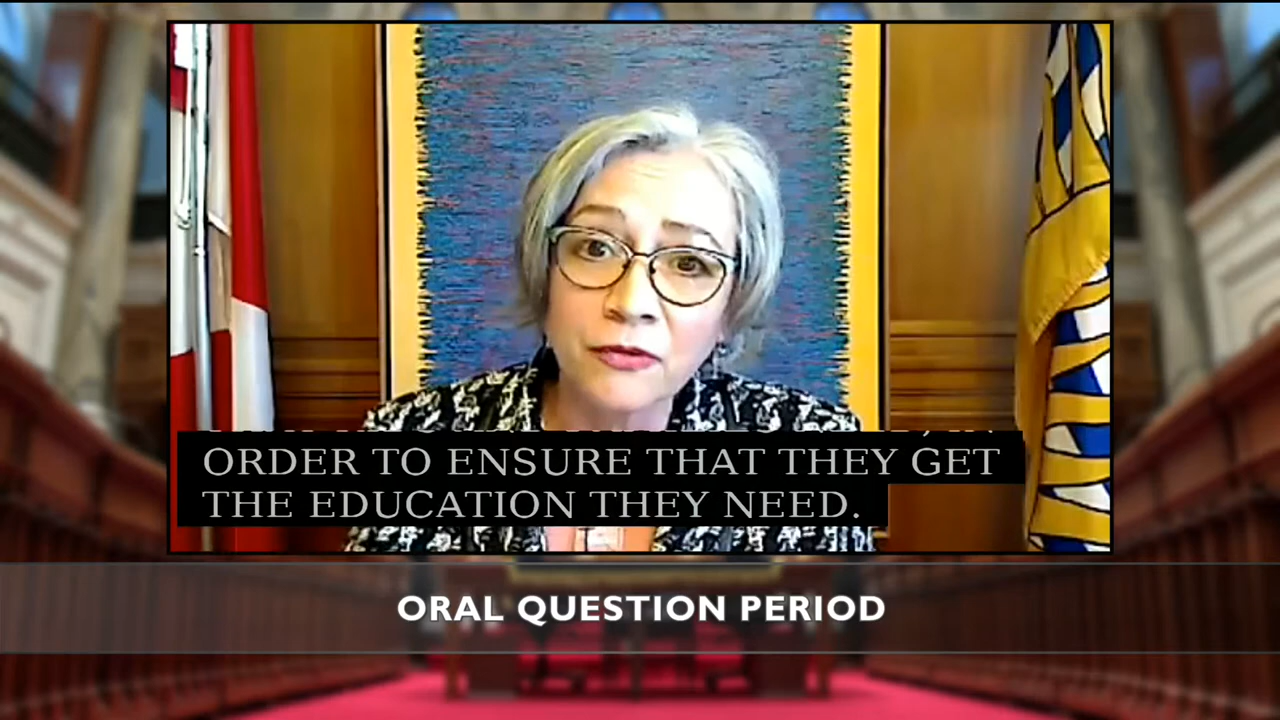 ORDER TO ENSURE THAT THEY GET
THE EDUCATION THEY NEED.
ORAL QUESTION PERIOD